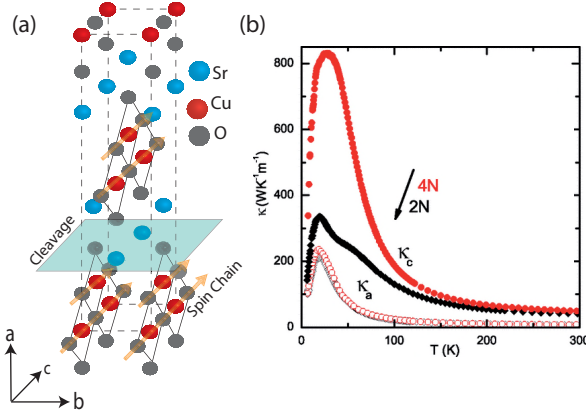 (a)
Sr
Cu
O
Cleavage
Spin Chain
a
c
b
(b)
κ (WK⁻¹m⁻¹)
800
600
400
200
0
4N
2N
κc
κa
0
100
200
300
T (K)